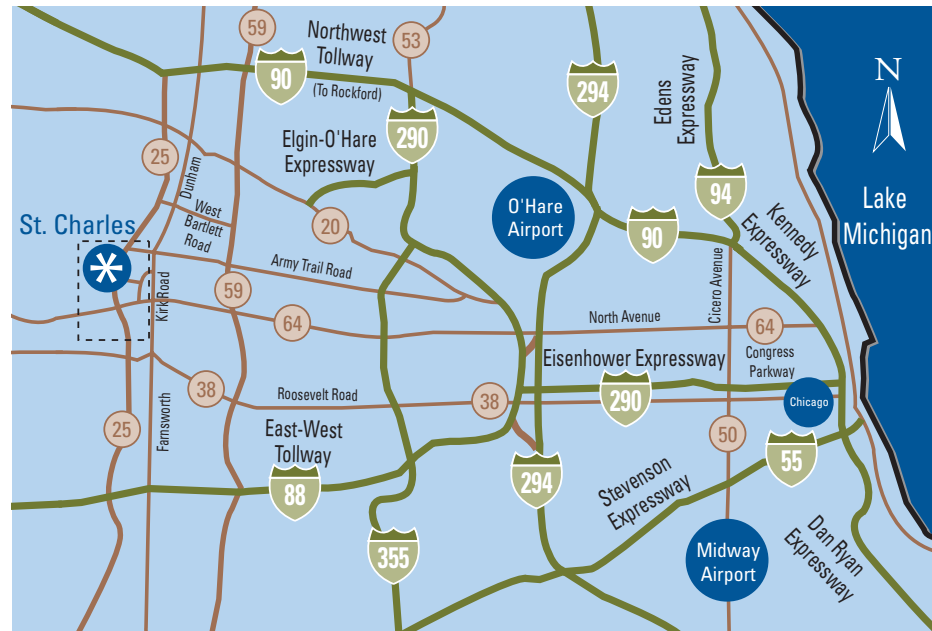 59
Northwest
Tollway
53
90
(To Rockford)
294
Edens
Expressway
N
290
Elgin-O'Hare
Expressway
25
Dunham
94
Lake
Michigan
West
Bartlett
Road
20
O'Hare
Airport
90
Kennedy
Expressway
St. Charles
*
Army Trail Road
Kirk Road
59
Cicero Avenue
64
North Avenue
64
Eisenhower Expressway
Congress
Parkway
38
Roosevelt Road
38
290
Chicago
25
Farnsworth
East-West
Tollway
50
55
88
294
Stevenson
Expressway
355
Midway
Airport
Dan Ryan
Expressway